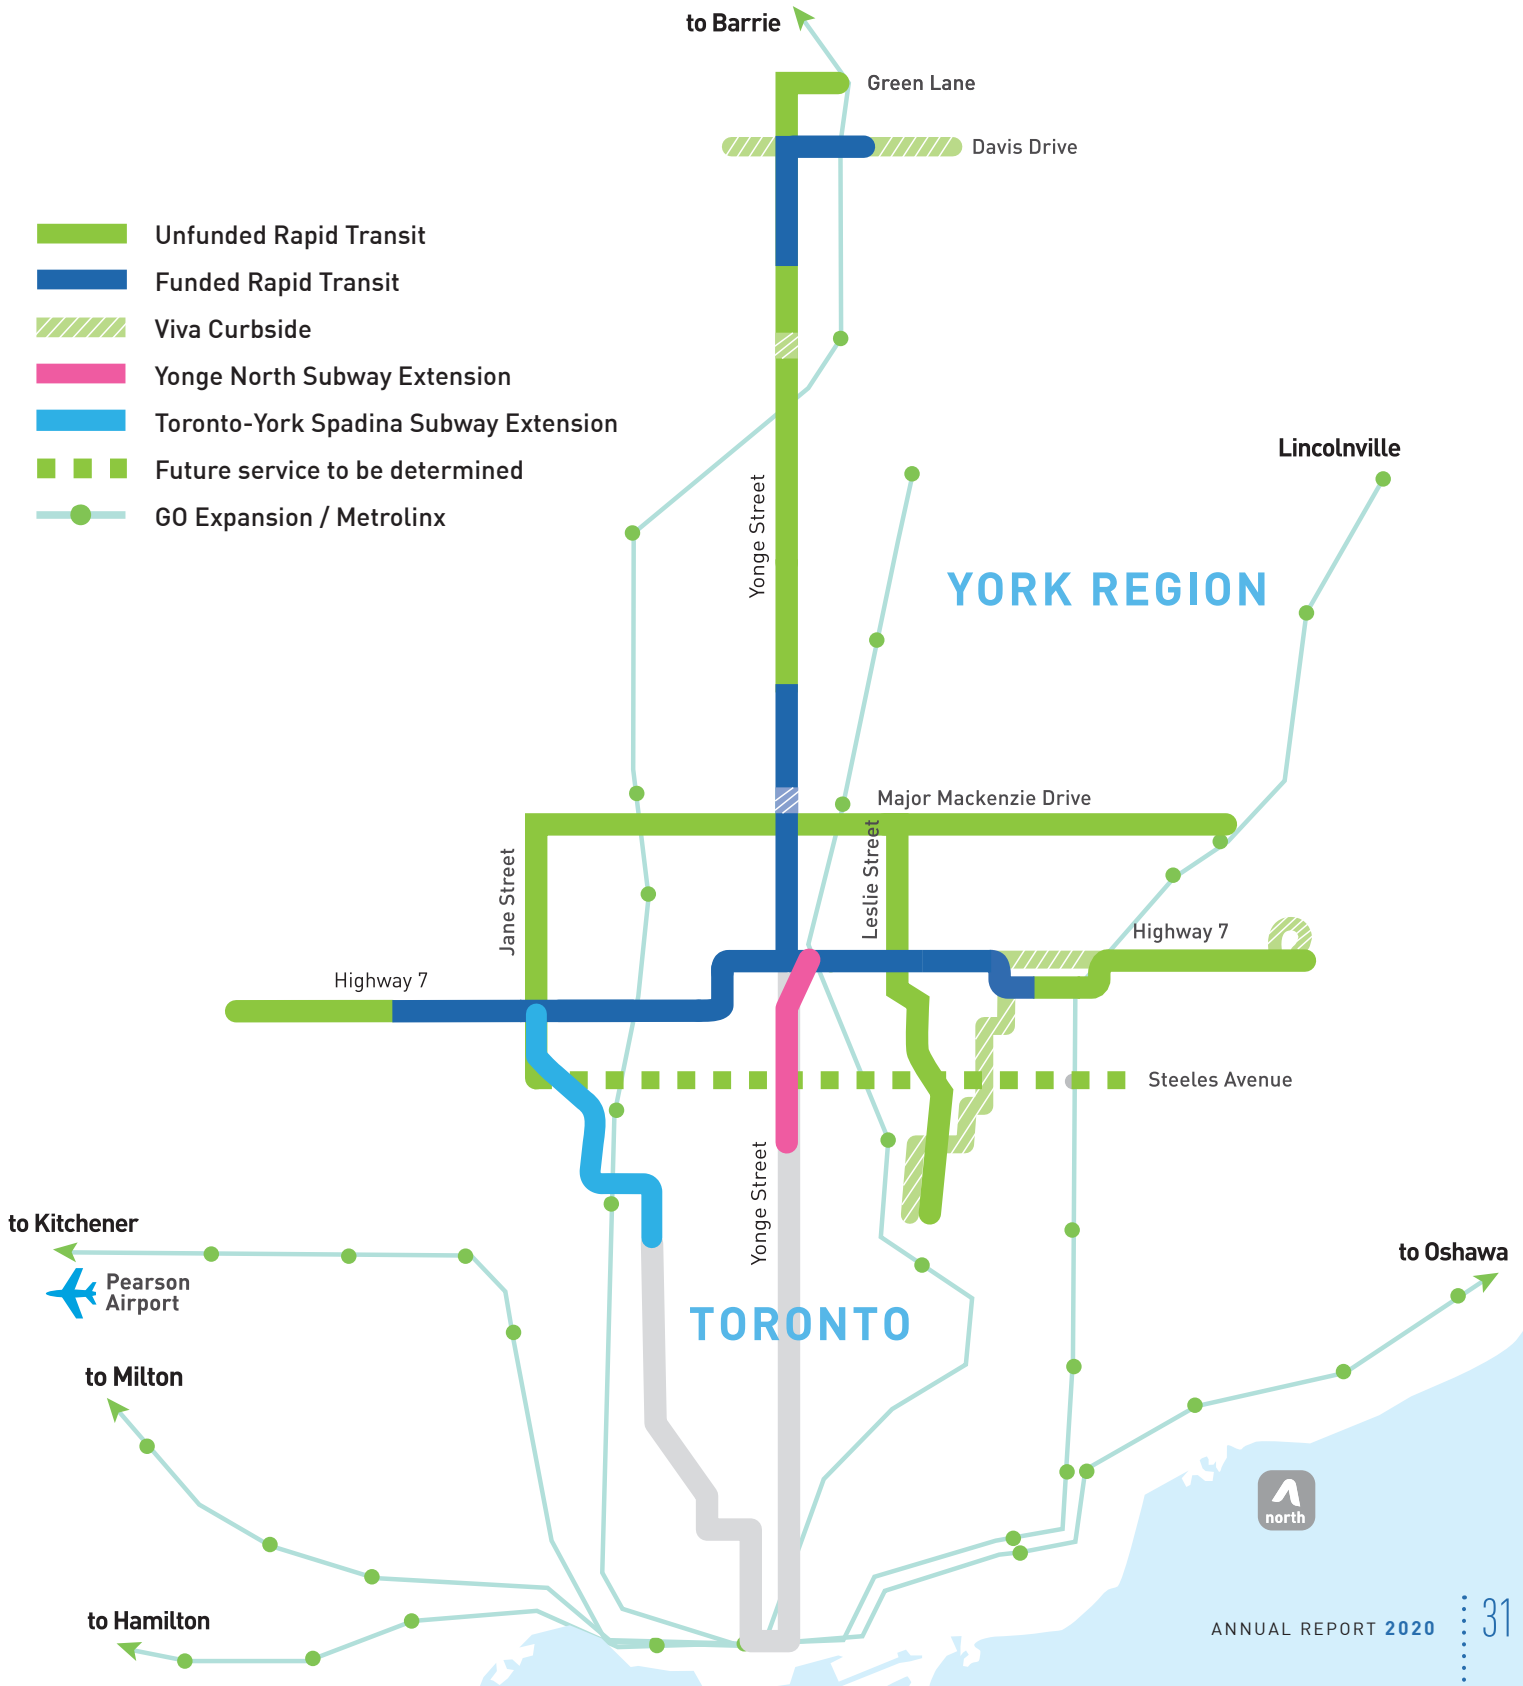 to Barrie
Green Lane
Davis Drive
Unfunded Rapid Transit
Funded Rapid Transit
Viva Curbside
Yonge North Subway Extension
Toronto-York Spadina Subway Extension
Future service to be determined
GO Expansion / Metrolinx
Lincolnville
Yonge Street
YORK REGION
Major Mackenzie Drive
Leslie Street
Jane Street
Highway 7
Highway 7
Steeles Avenue
Yonge Street
to Kitchener
Pearson
Airport
to Oshawa
TORONTO
to Milton
north
to Hamilton
ANNUAL REPORT 2020
31